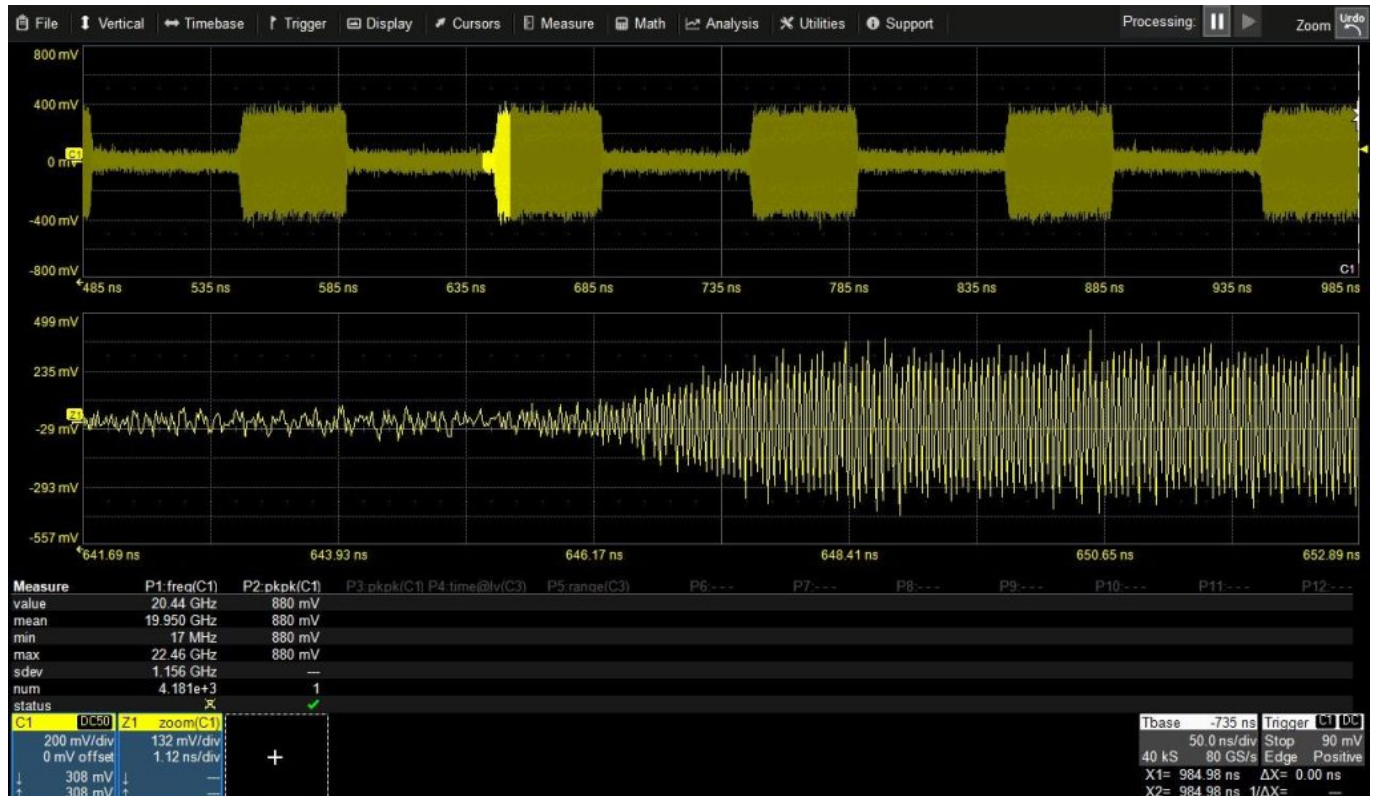 File Vertical Timebase Trigger Display Cursors Measure Math Analysis Utilities Support Processing: Zoom Undo
800 mV
400 mV
C1
0 mV
-400 mV
-800 mV
C1
485 ns 535 ns 585 ns 635 ns 685 ns 735 ns 785 ns 835 ns 885 ns 935 ns 985 ns
499 mV
235 mV
Z1
-29 mV
-293 mV
-557 mV
641.69 ns 643.93 ns 646.17 ns 648.41 ns 650.65 ns 652.89 ns
Measure P1:freq(C1) P2:pkpk(C1) P3:pkpk(C1) P4:time@lv(C3) P5:range(C3) P6:--- P7:--- P8:--- P9:--- P10:--- P11:--- P12:---
value 20.44 GHz 880 mV
mean 19.950 GHz 880 mV
min 17 MHz 880 mV
max 22.46 GHz 880 mV
sdev 1.156 GHz ---
num 4.181e+3 1
status
C1 DC50 Z1 zoom(C1) Tbase -735 ns Trigger C1 DC
200 mV/div 132 mV/div 50.0 ns/div Stop 90 mV
0 mV offset 1.12 ns/div + 40 kS 80 GS/s Edge Positive
↓ 308 mV ↓ --- X1= 984.98 ns ΔX= 0.00 ns
↑ 308 mV ↑ --- X2= 984.98 ns 1/ΔX= ---